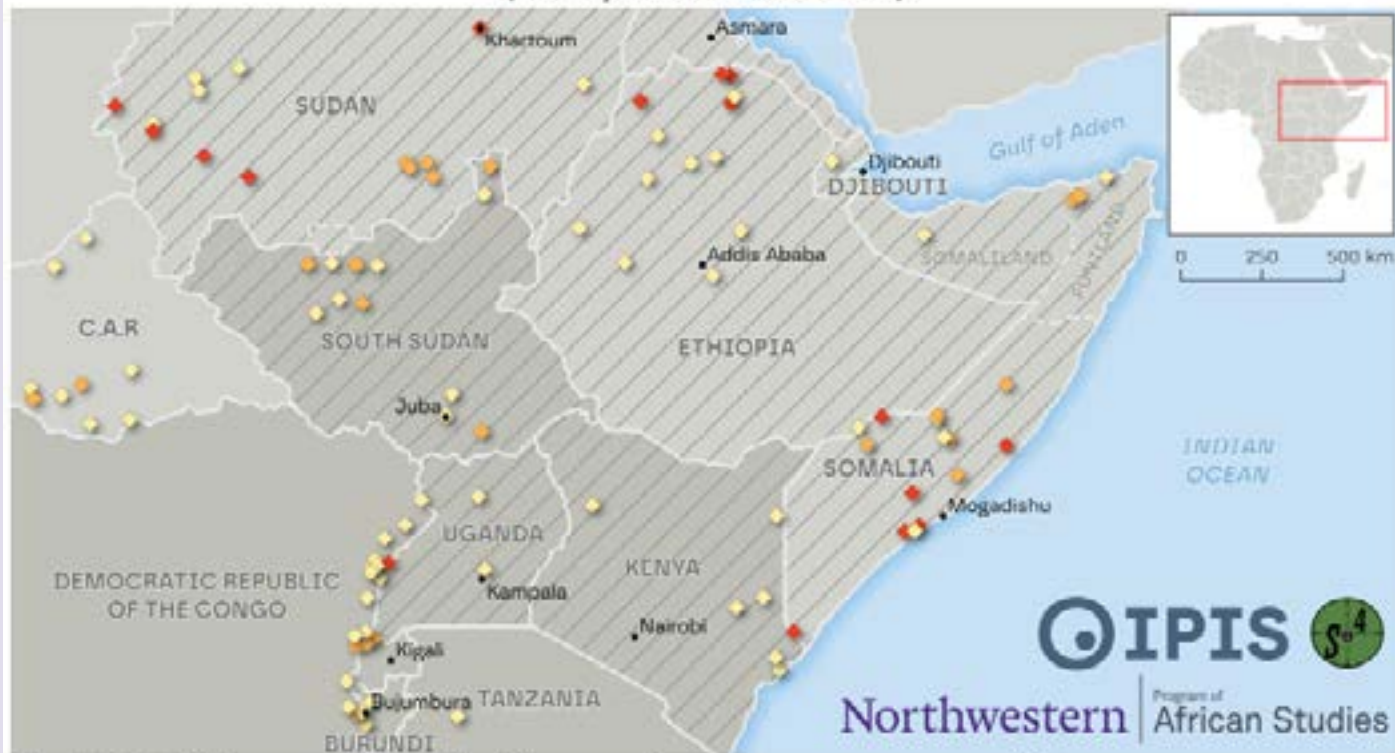 Asmara
Khartoum
SUDAN
Gulf of Aden
Djibouti
DJIBOUTI
Addis Ababa
SOMALILAND
PUNTLAND
0 250 500 km
C.A.R
SOUTH SUDAN
ETHIOPIA
Juba
INDIAN
OCEAN
SOMALIA
Mogadishu
UGANDA
KENYA
DEMOCRATIC REPUBLIC
OF THE CONGO
Kampala
Nairobi
Kigali
IPIS
S 4
Bujumbura
TANZANIA
BURUNDI
Northwestern
Program of
African Studies